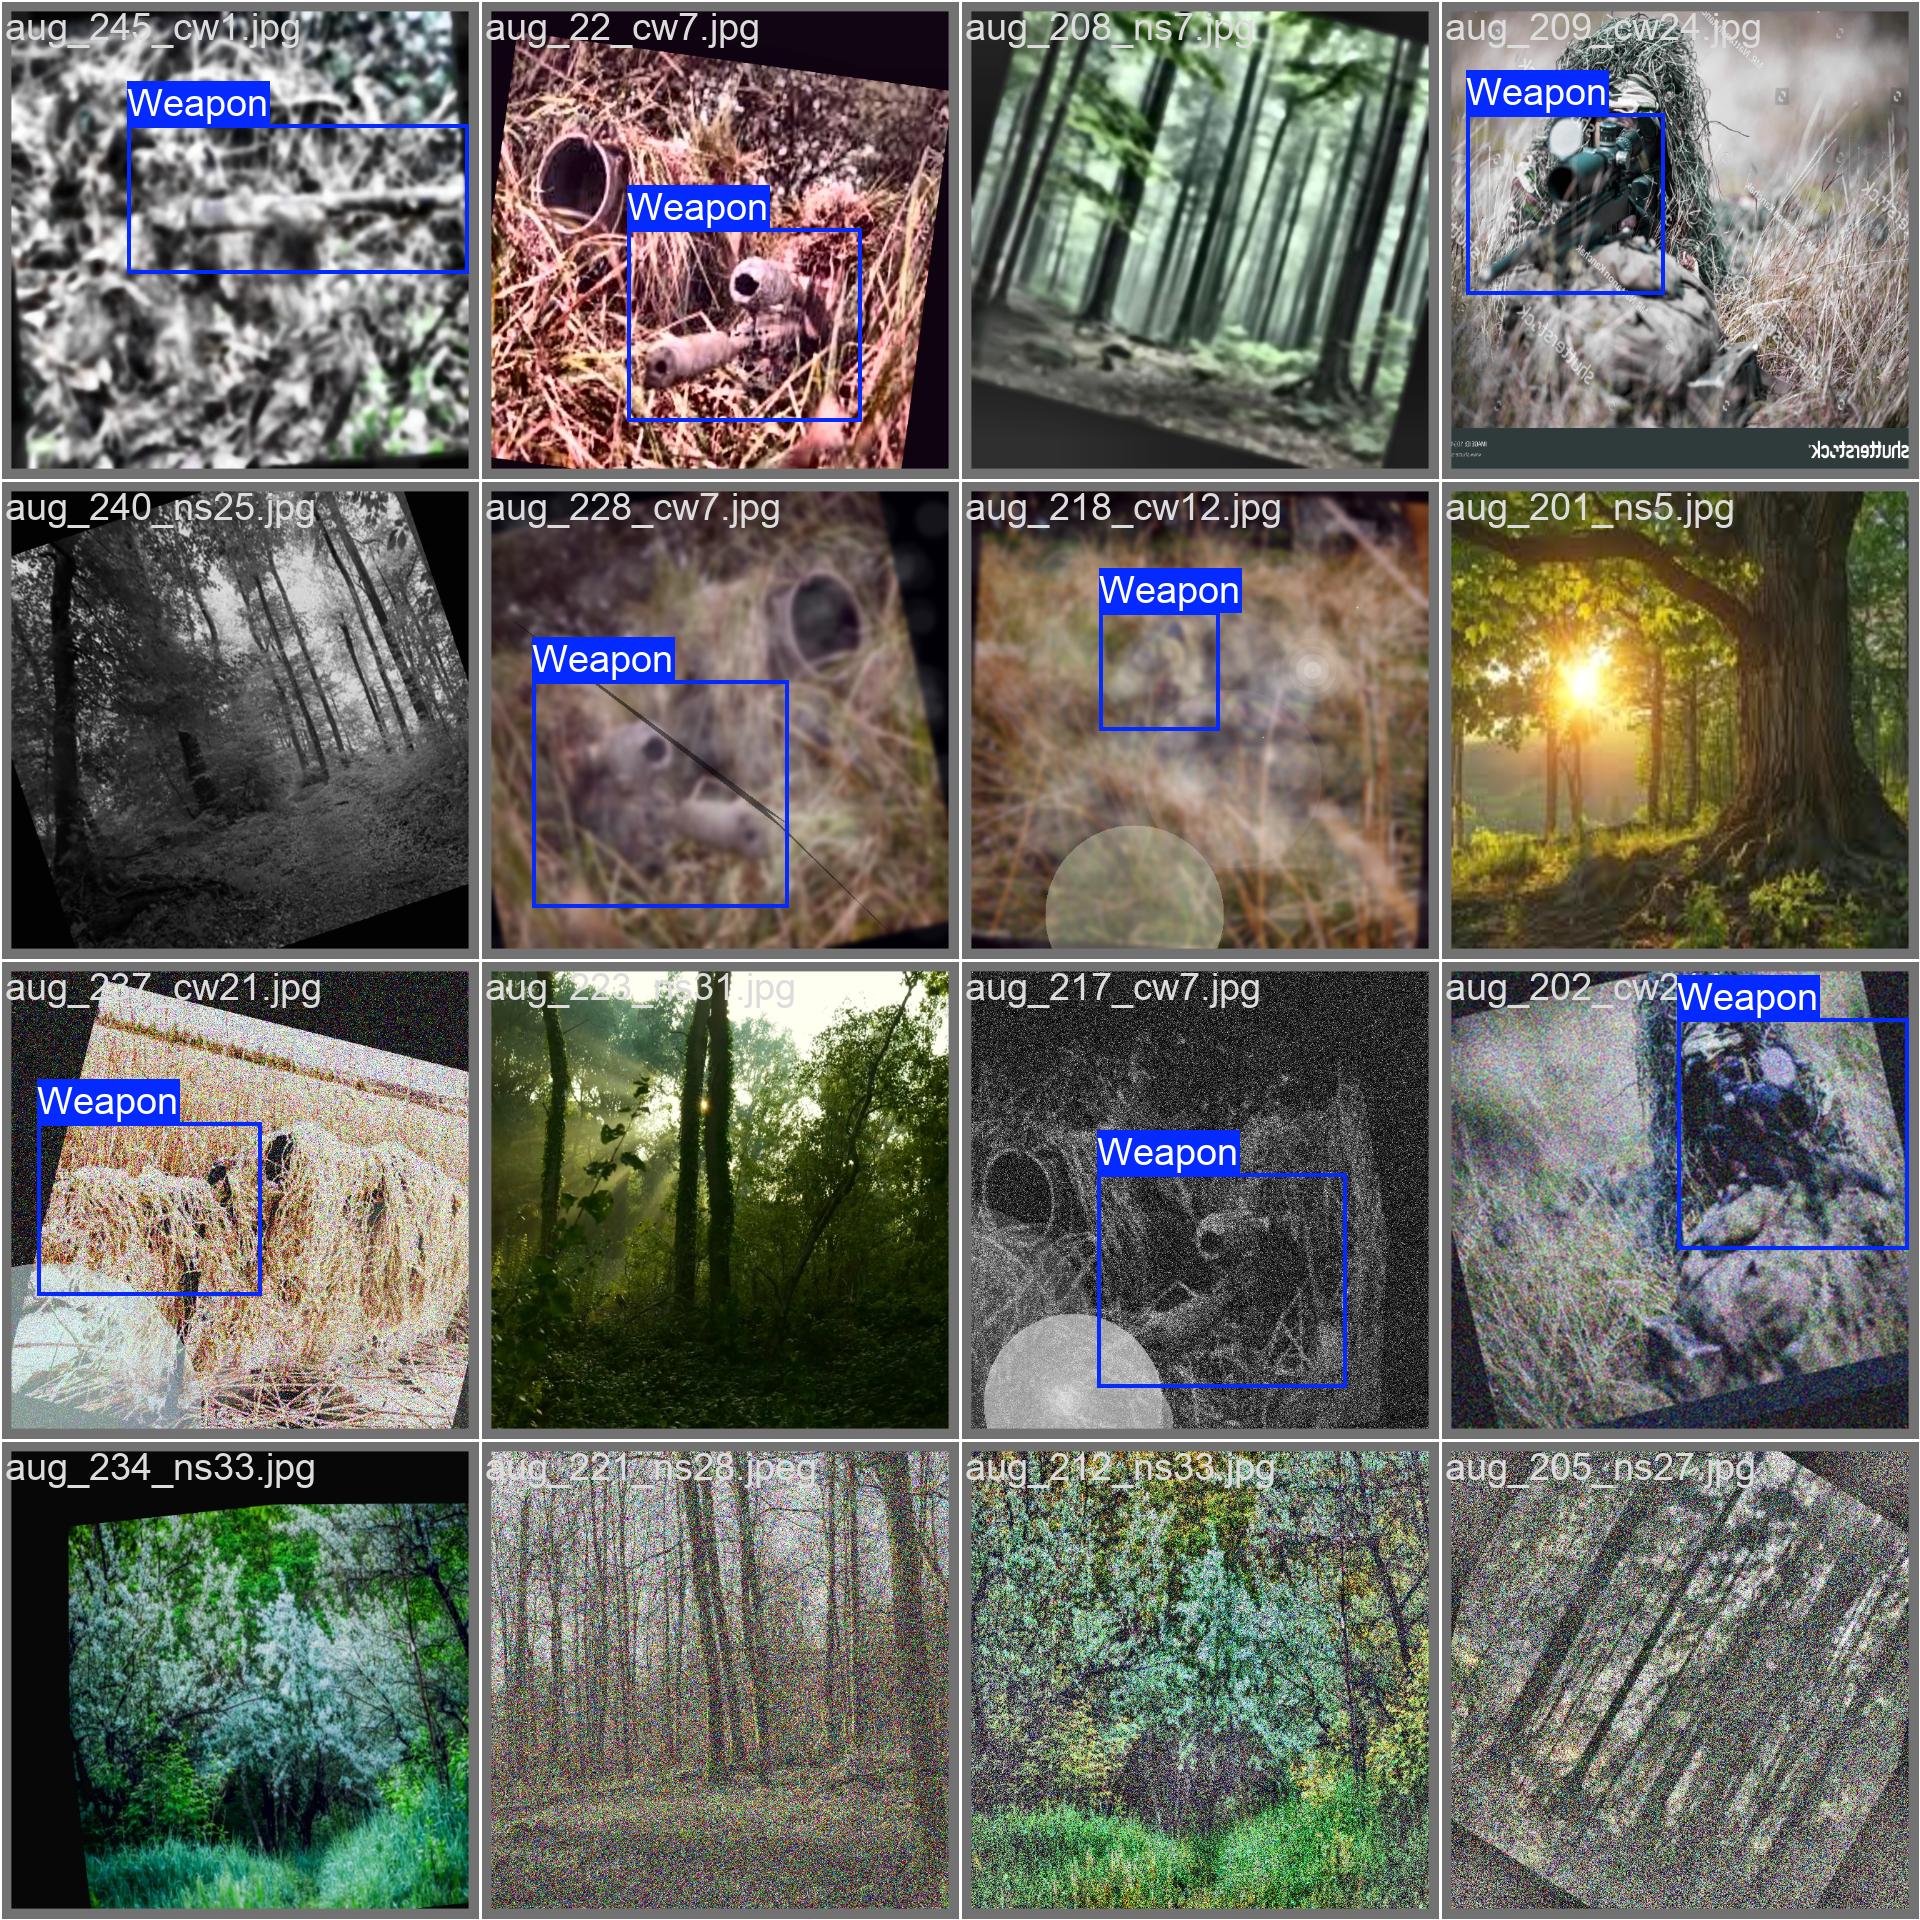 aug_245_cw1.jpg
aug_22_cw7.jpg
aug_208_ns7.jpg
aug_209_cw24.jpg
Weapon
Weapon
Weapon
shutterstock
aug_240_ns25.jpg
aug_228_cw7.jpg
aug_218_cw12.jpg
aug_201_ns5.jpg
Weapon
Weapon
aug_237_cw21.jpg
aug_223_ns31.jpg
aug_217_cw7.jpg
aug_202_cw2
Weapon
Weapon
Weapon
aug_234_ns33.jpg
aug_221_ns28.jpeg
aug_212_ns33.jpg
aug_205_ns27.jpg